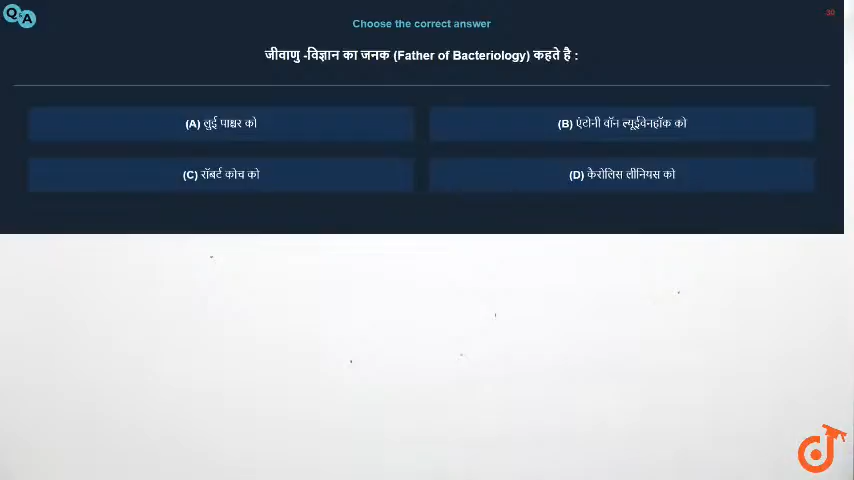 Q & A
Choose the correct answer
30
जीवाणु -विज्ञान का जनक (Father of Bacteriology) कहते है :
(A) लुई पाश्चर को
(B) एंटोनी वॉन ल्यूईवेनहॉक को
(C) रॉबर्ट कोच को
(D) कैरोलिस लीनियस को